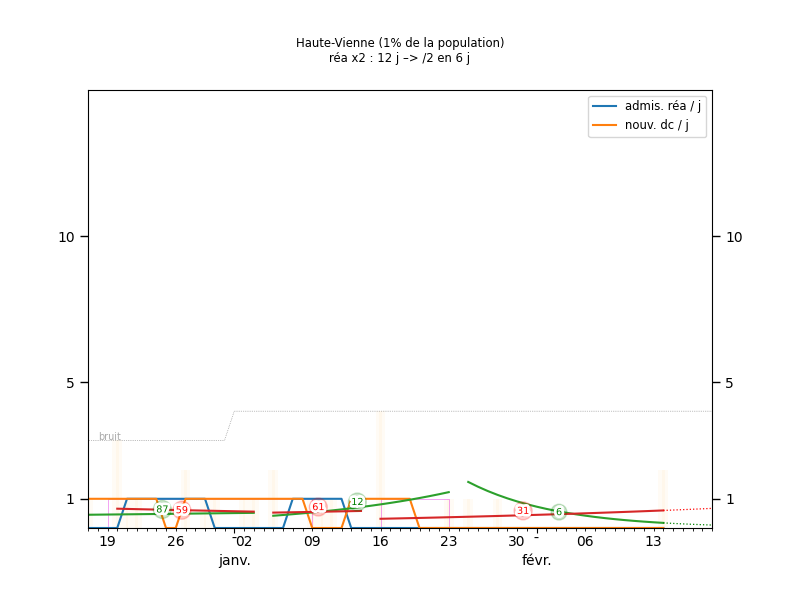 Haute-Vienne (1% de la population)
réa x2 : 12 j –> /2 en 6 j
admis. réa / j
nouv. dc / j
10 10
5 5
bruit
1 1
87 59 61 12 31 6
19 26 02 09 16 23 30 06 13
janv. févr.